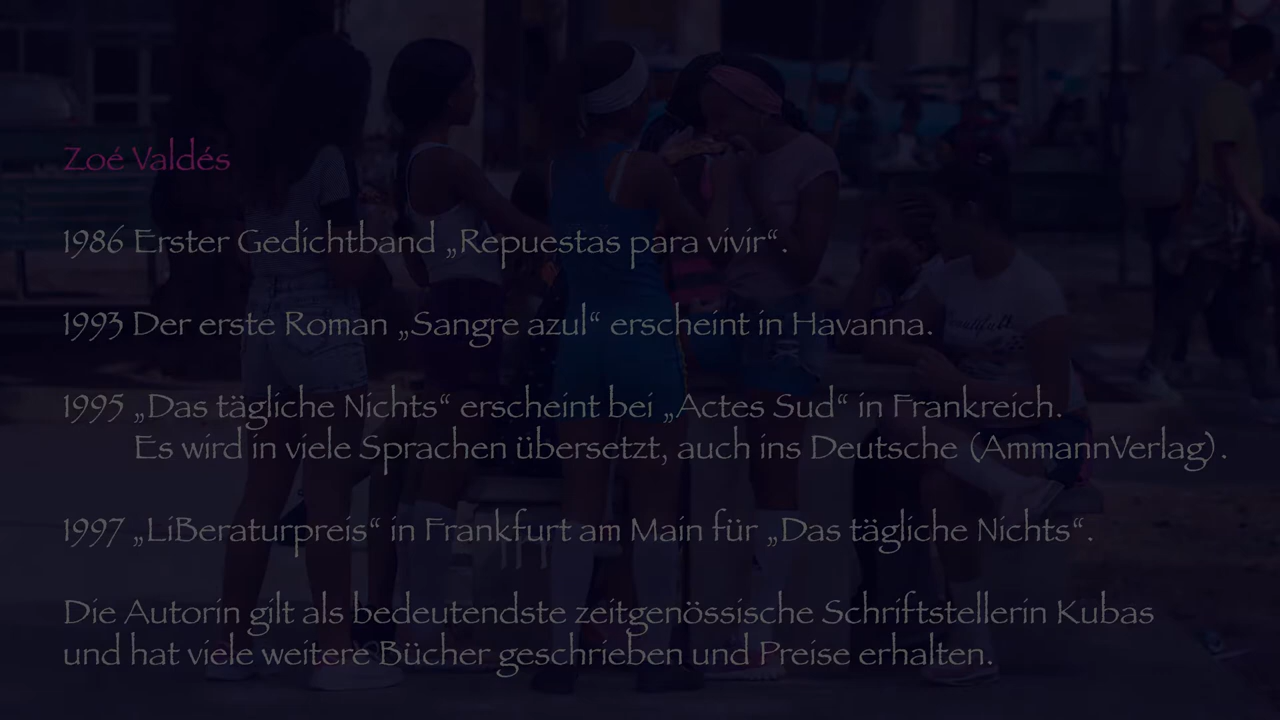 Zoé Valdés
1986 Erster Gedichtband „Repuestas para vivir“.
1993 Der erste Roman „Sangre azul“ erscheint in Havanna.
1995 „Das tägliche Nichts“ erscheint bei „Actes Sud“ in Frankreich.
Es wird in viele Sprachen übersetzt, auch ins Deutsche (AmmannVerlag).
1997 „LiBeraturpreis“ in Frankfurt am Main für „Das tägliche Nichts“.
Die Autorin gilt als bedeutendste zeitgenössische Schriftstellerin Kubas
und hat viele weitere Bücher geschrieben und Preise erhalten.